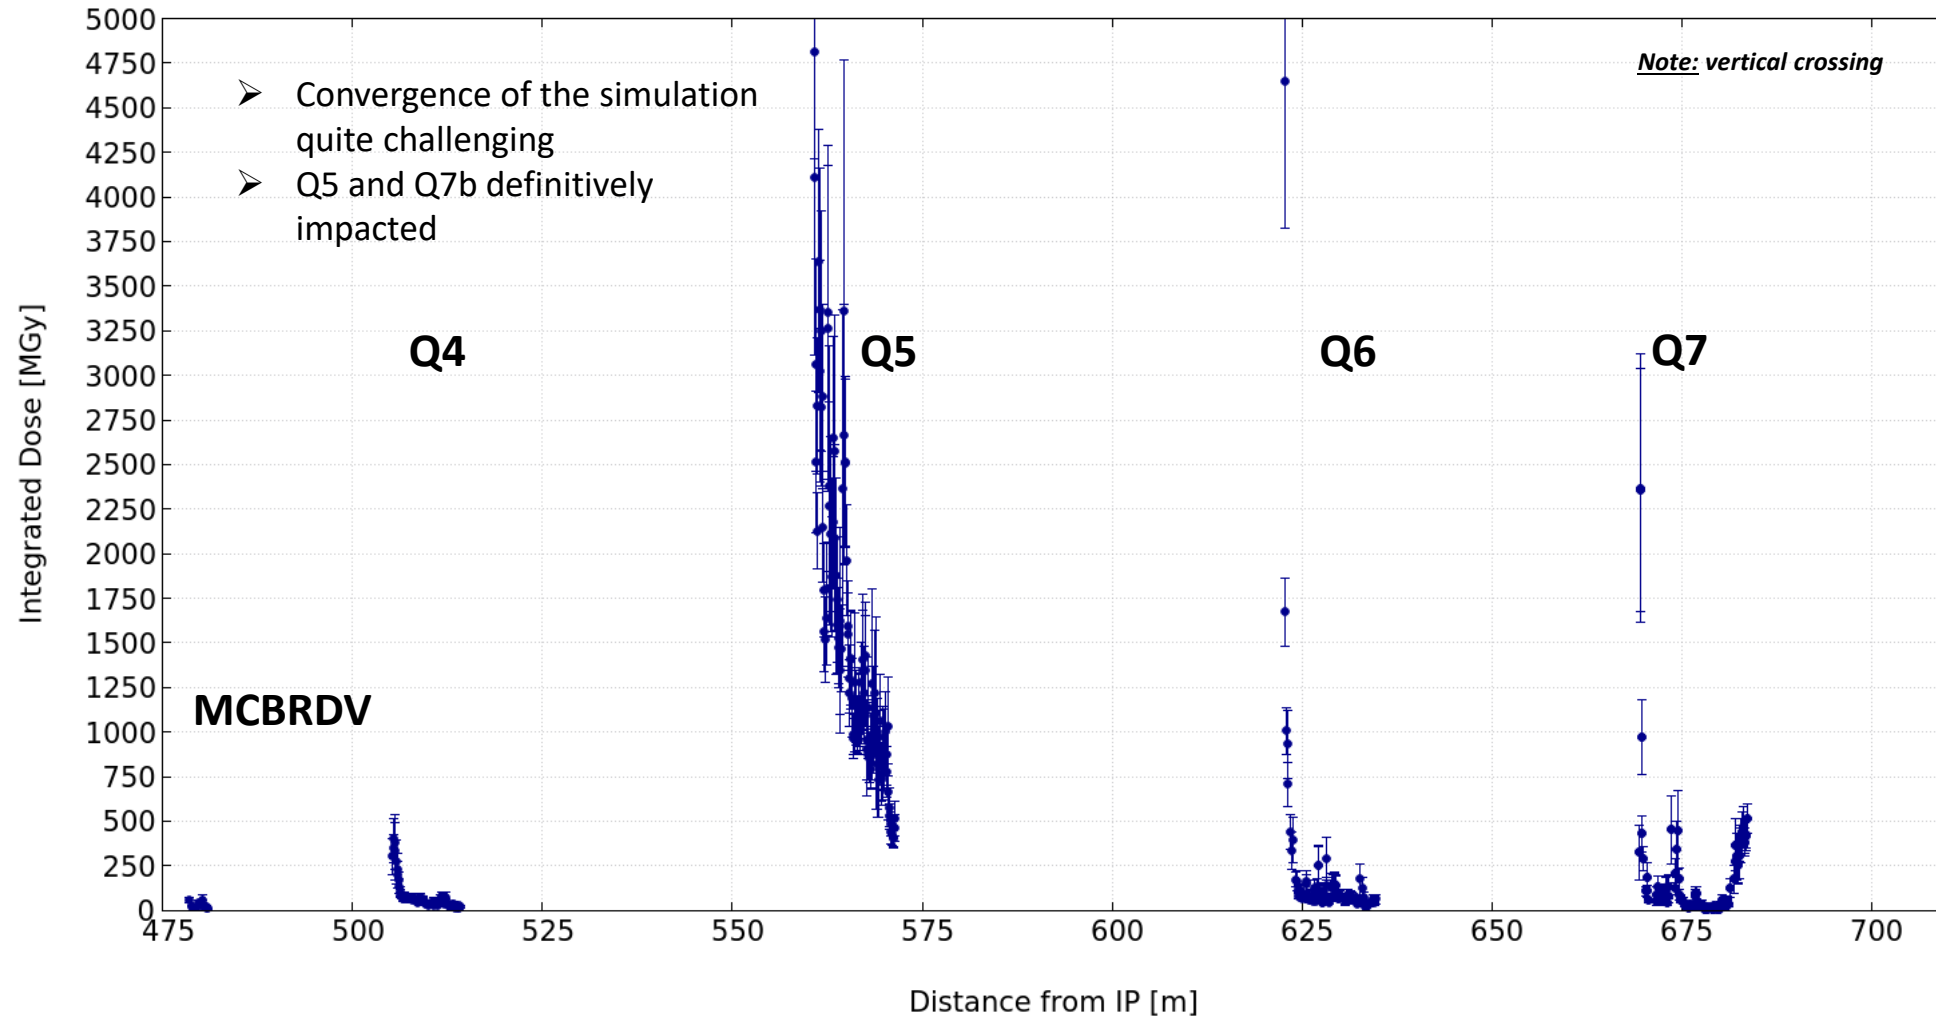 5000
4750
4500
4250
4000
3750
3500
3250
3000
2750
2500
2250
2000
1750
1500
1250
1000
750
500
250
0
Integrated Dose [MGy]
➢ Convergence of the simulation
quite challenging
➢ Q5 and Q7b definitively
impacted
Note: vertical crossing
MCBRDV
Q4
Q5
Q6
Q7
475 500 525 550 575 600 625 650 675 700
Distance from IP [m]